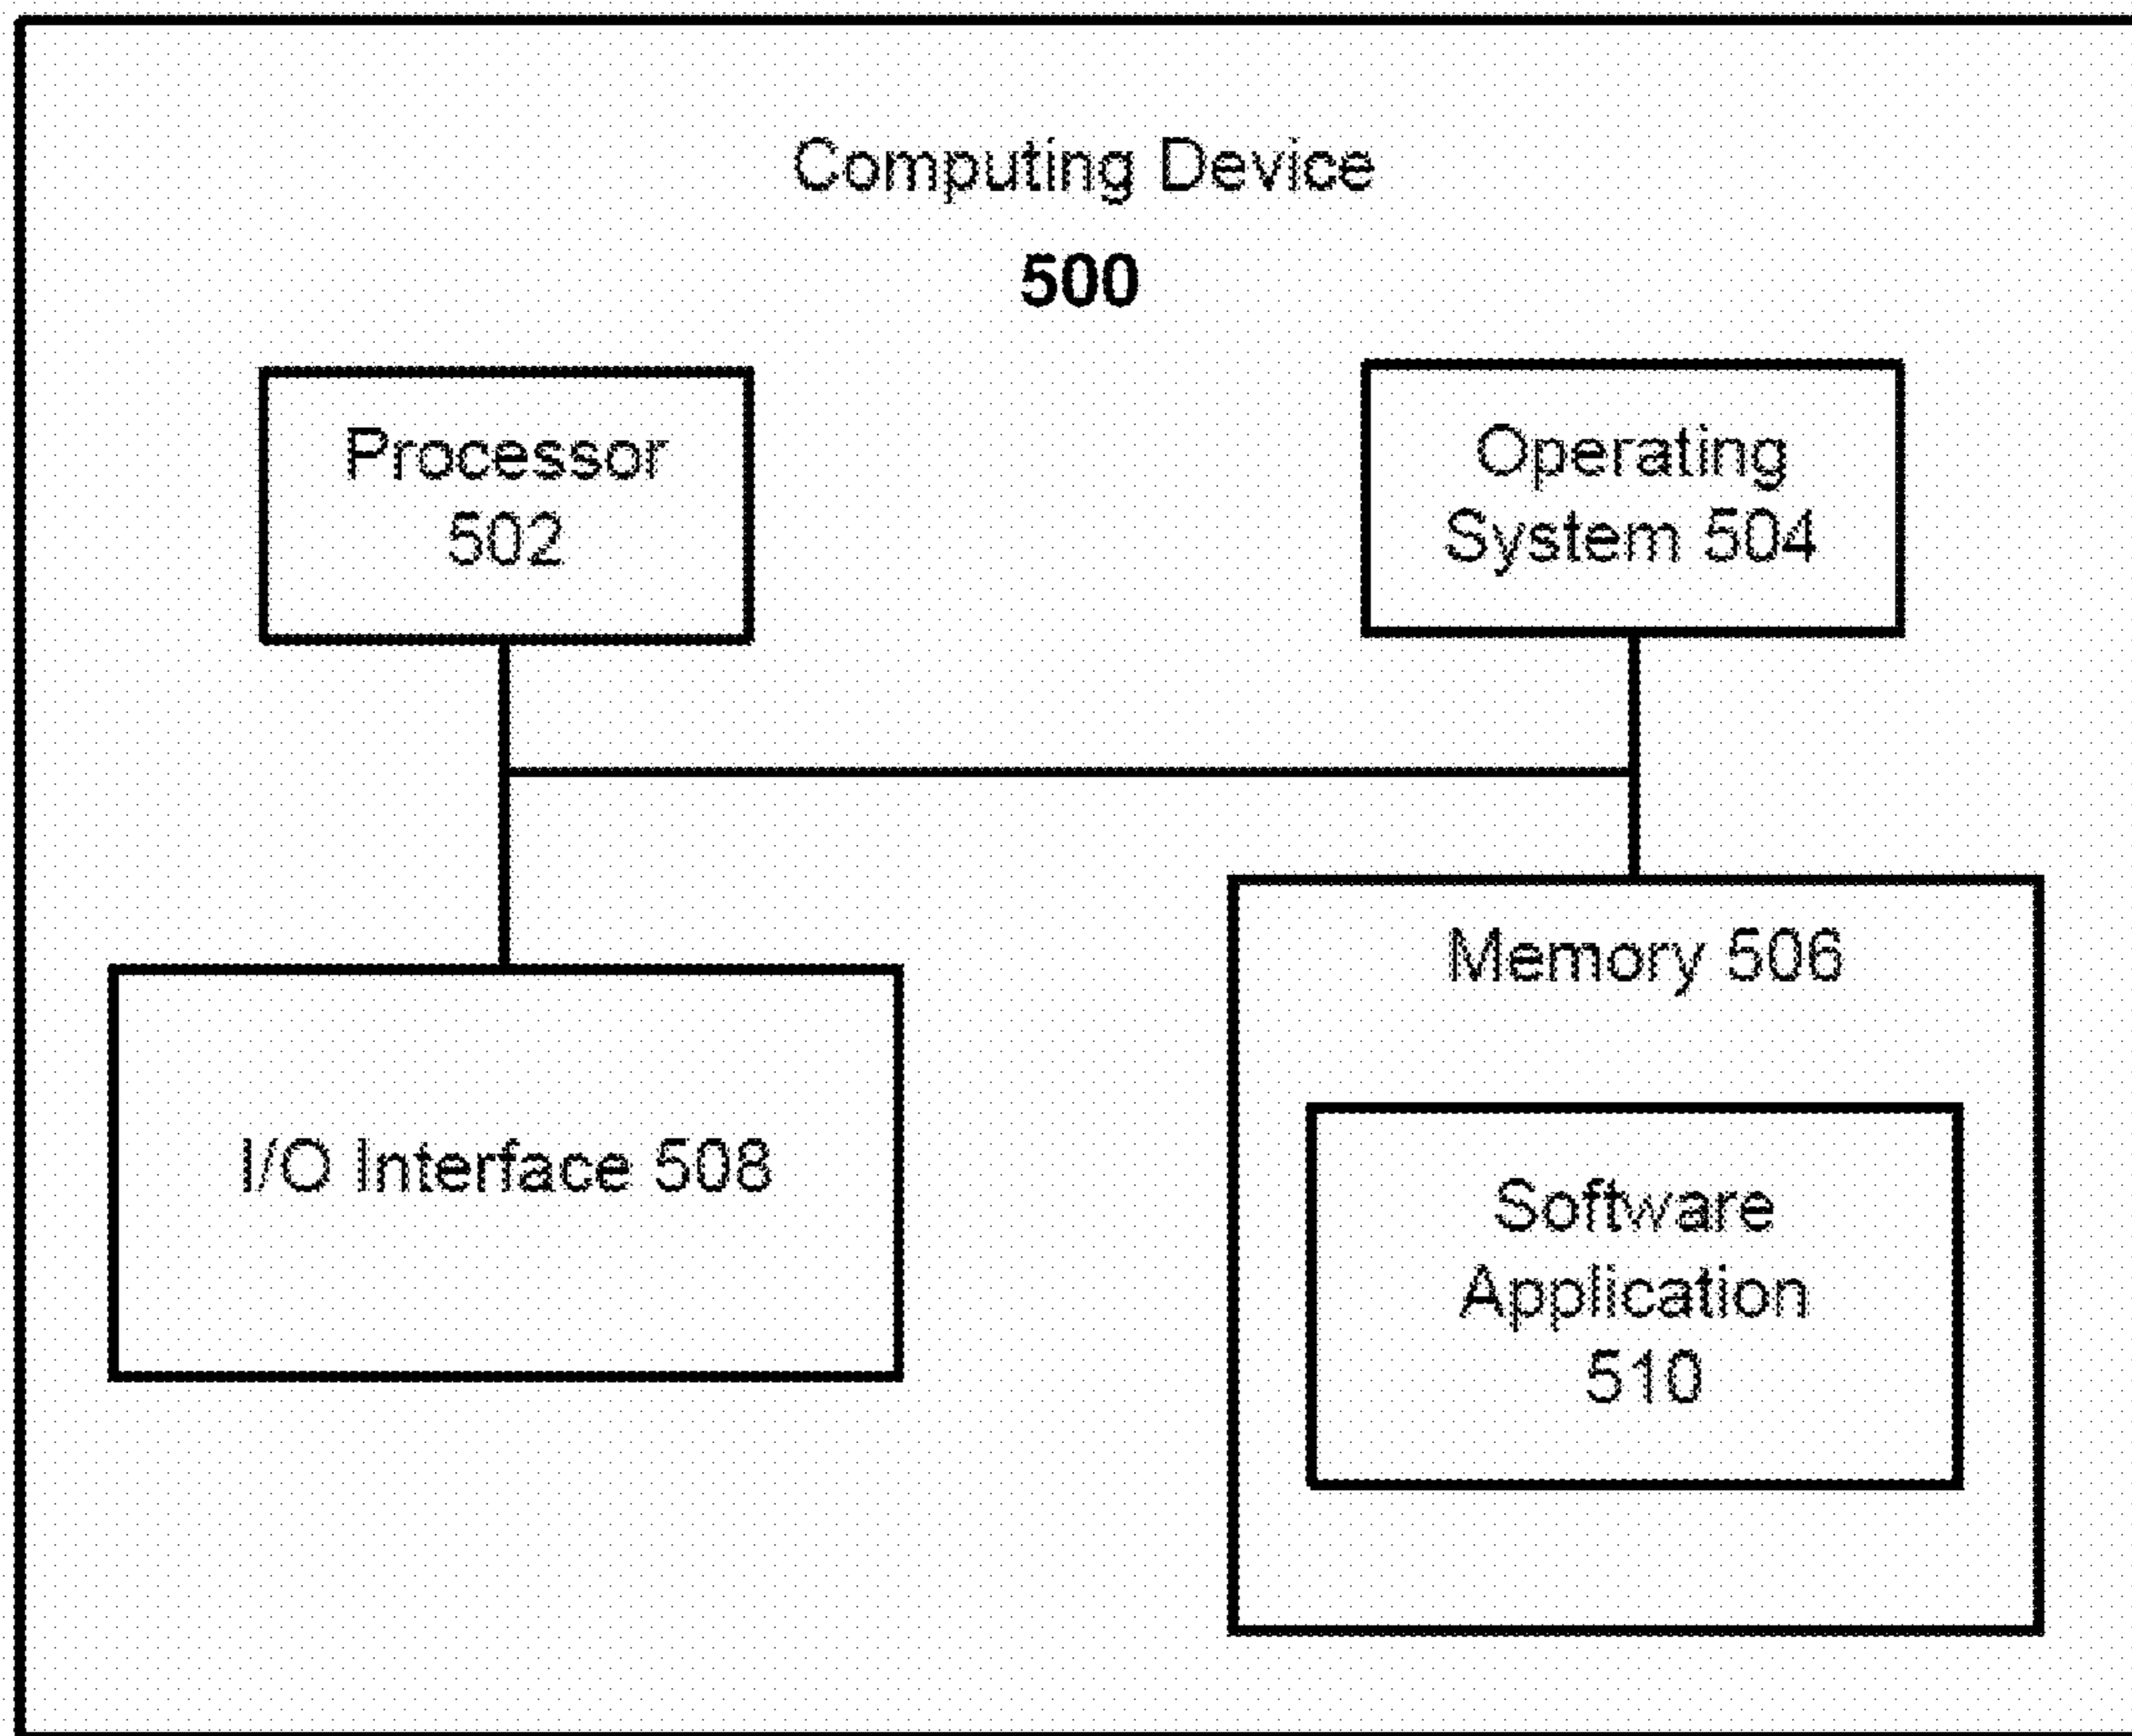 Computing Device
500
Processor
502
Operating
System 504
I/O Interface 508
Memory 506
Software
Application
510